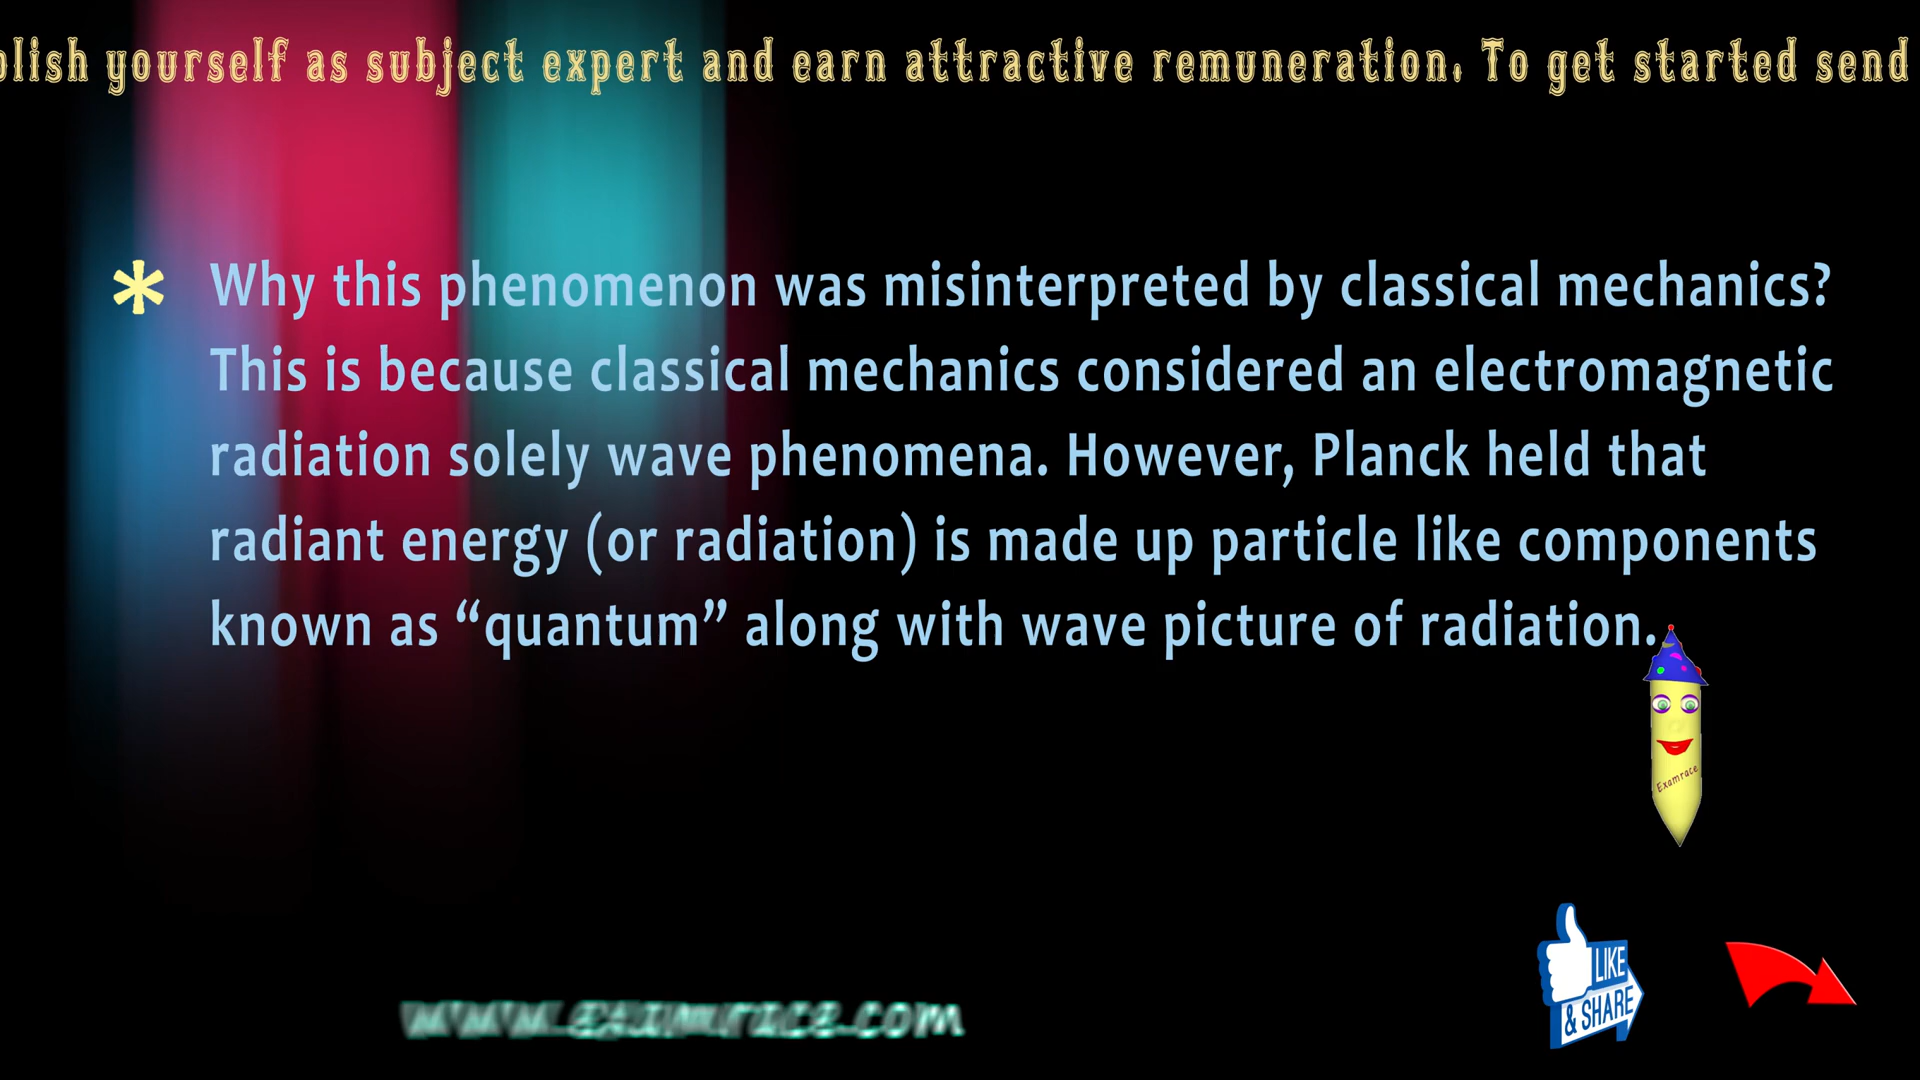 yourself as subject expert and earn attractive remuneration. To get started send
* Why this phenomenon was misinterpreted by classical mechanics?
This is because classical mechanics considered an electromagnetic
radiation solely wave phenomena. However, Planck held that
radiant energy (or radiation) is made up particle like components
known as “quantum” along with wave picture of radiation.
Examrace
LIKE
& SHARE
www.examrace.com